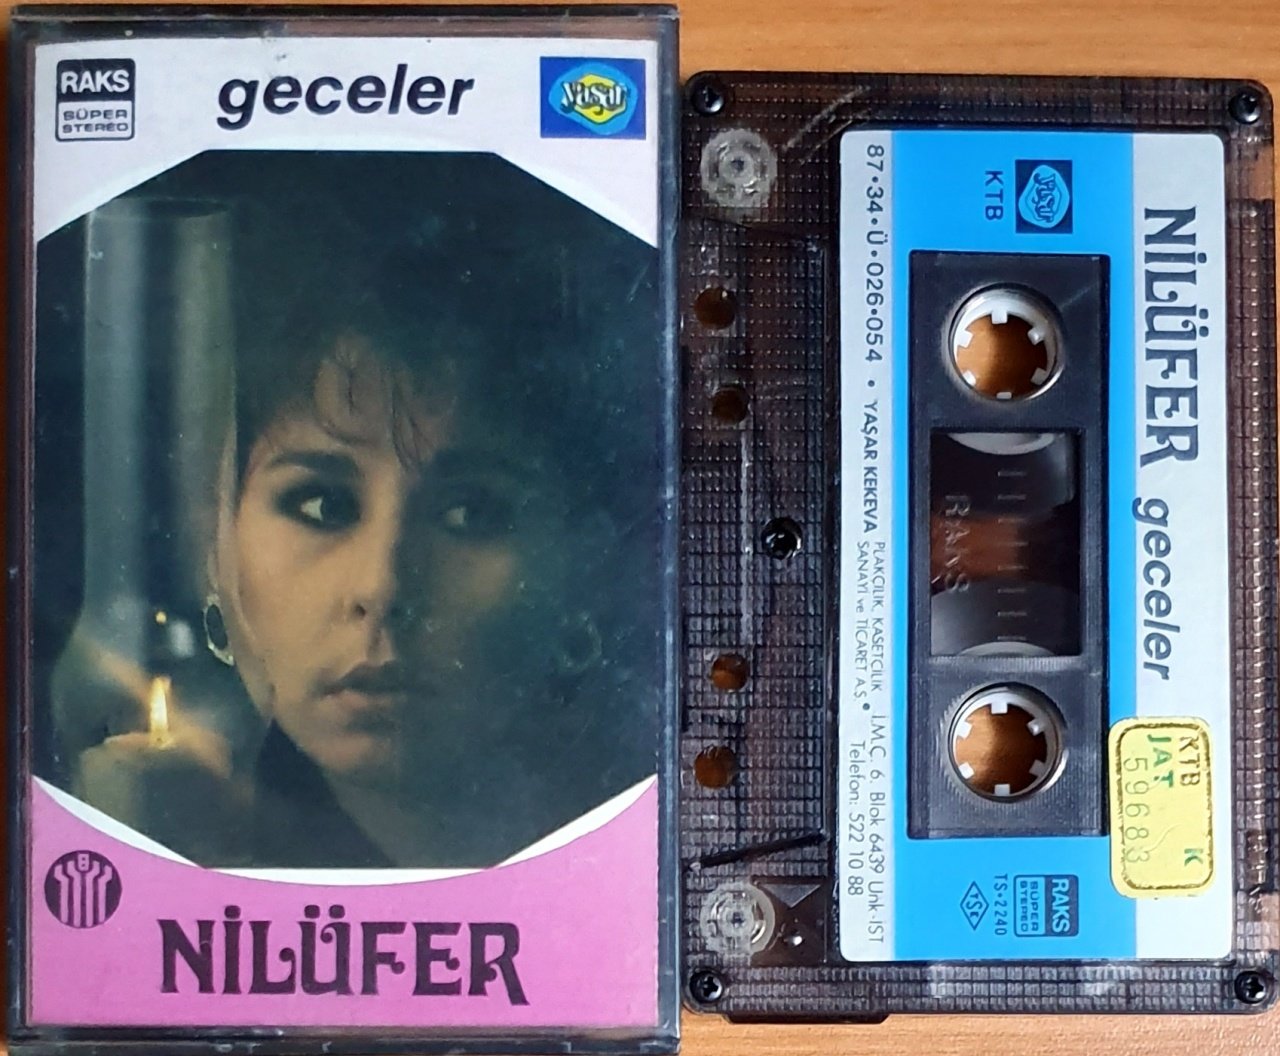 RAKS
SÜPER
STEREO
geceler
yaşar
NİLÜFER
NİLÜFER geceler
yaşar
KTB
RAKS
RAKS
SÜPER
STEREO
TS•2240
TSE
KTB K
JAT
59683
87•34•Ü•026•054 • YAŞAR KEKEVA PLAKÇILIK, KASETÇİLİK
SANAYİ ve TİCARET A.Ş.• İ.M.Ç. 6. Blok 6439 Unk-İST
Telefon: 522 10 88